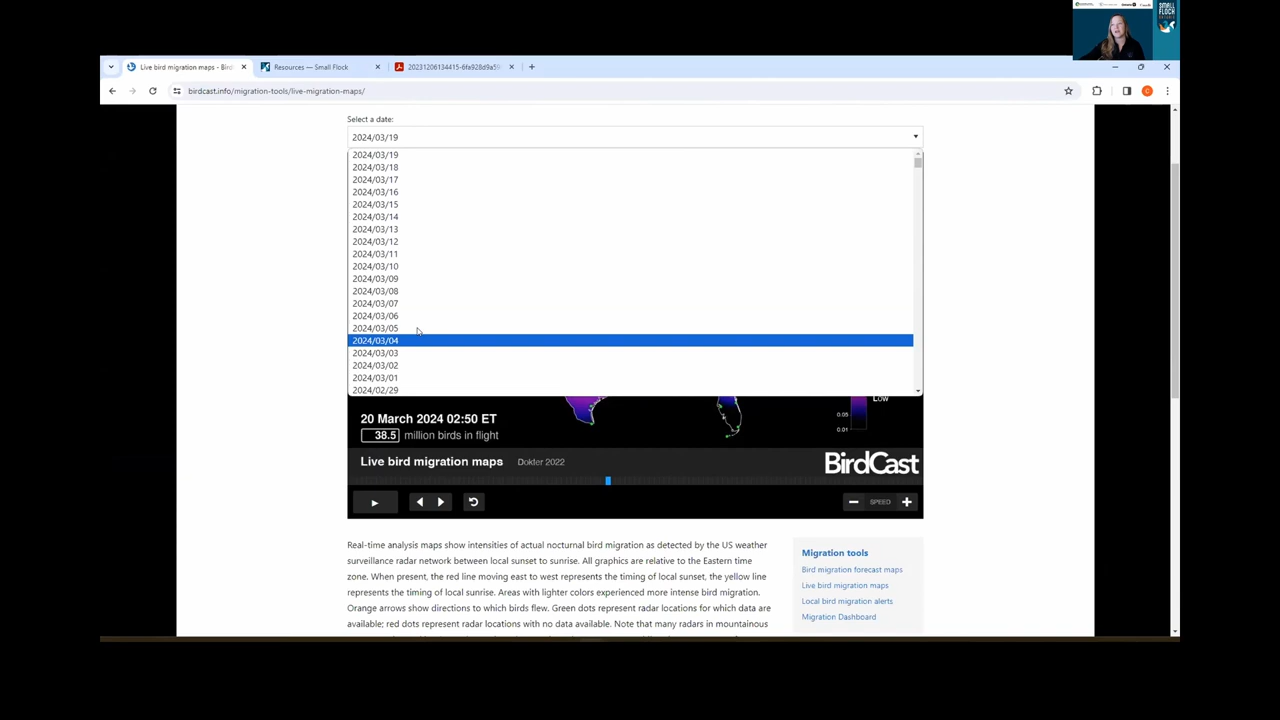 SMALL
FLOCK
Live bird migration maps - Bird
Resources — Small Flock
birdcast.info/migration-tools/live-migration-maps/
Select a date:
2024/03/19
2024/03/19
2024/03/18
2024/03/17
2024/03/16
2024/03/15
2024/03/14
2024/03/13
2024/03/12
2024/03/11
2024/03/10
2024/03/09
2024/03/08
2024/03/07
2024/03/06
2024/03/05
2024/03/04
2024/03/03
2024/03/02
2024/03/01
2024/02/29
Low
0.05
0.01
20 March 2024 02:50 ET
38.5 million birds in flight
Live bird migration maps Dokter 2022
BirdCast
SPEED
Real-time analysis maps show intensities of actual nocturnal bird migration as detected by the US weather
surveillance radar network between local sunset to sunrise. All graphics are relative to the Eastern time
zone. When present, the red line moving east to west represents the timing of local sunset, the yellow line
represents the timing of local sunrise. Areas with lighter colors experienced more intense bird migration.
Orange arrows show directions to which birds flew. Green dots represent radar locations for which data are
available; red dots represent radar locations with no data available. Note that many radars in mountainous
Migration tools
Bird migration forecast maps
Live bird migration maps
Local bird migration alerts
Migration Dashboard